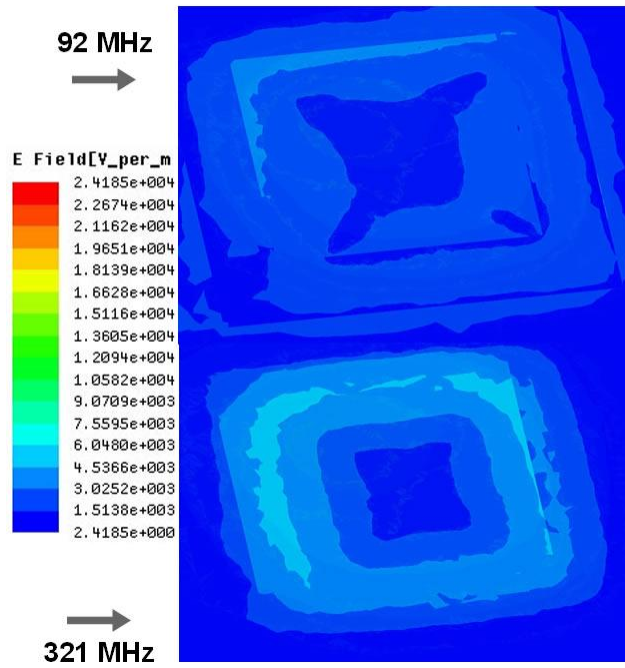 92 MHz
E Field[V_per_m
2.4185e+004
2.2674e+004
2.1162e+004
1.9651e+004
1.8139e+004
1.6628e+004
1.5116e+004
1.3605e+004
1.2094e+004
1.0582e+004
9.0709e+003
7.5595e+003
6.0480e+003
4.5366e+003
3.0252e+003
1.5138e+003
2.4185e+000
321 MHz